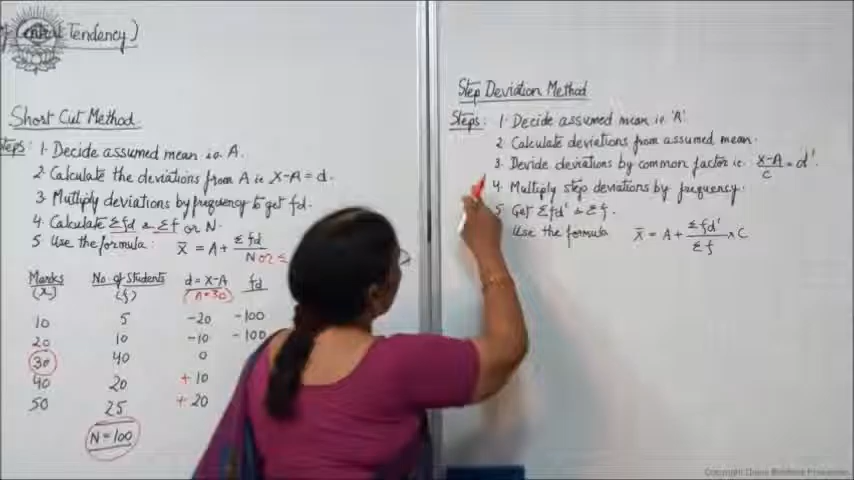 Central Tendency)
Short Cut Method
Steps: 1. Decide assumed mean i.e. A.
2. Calculate the deviations from A i.e X-A = d.
3. Multiply deviations by frequency to get fd.
4. Calculate Σfd & Σf or N.
5 Use the formula: X̄ = A + Σfd / N or Σ
Marks (x) No. of Students (f) d = X-A (A=30) fd
10 5 -20 -100
20 10 -10 -100
30 40 0
40 20 +10
50 25 +20
N=100
Step Deviation Method
Steps: 1. Decide assumed mean i.e. 'A'
2. Calculate deviations from assumed mean.
3. Devide deviations by common factor i.e. X-A / C = d'
4. Multiply step deviations by frequency.
5 Get Σfd' & Σf.
Use the formula X̄ = A + Σfd' / Σf × C